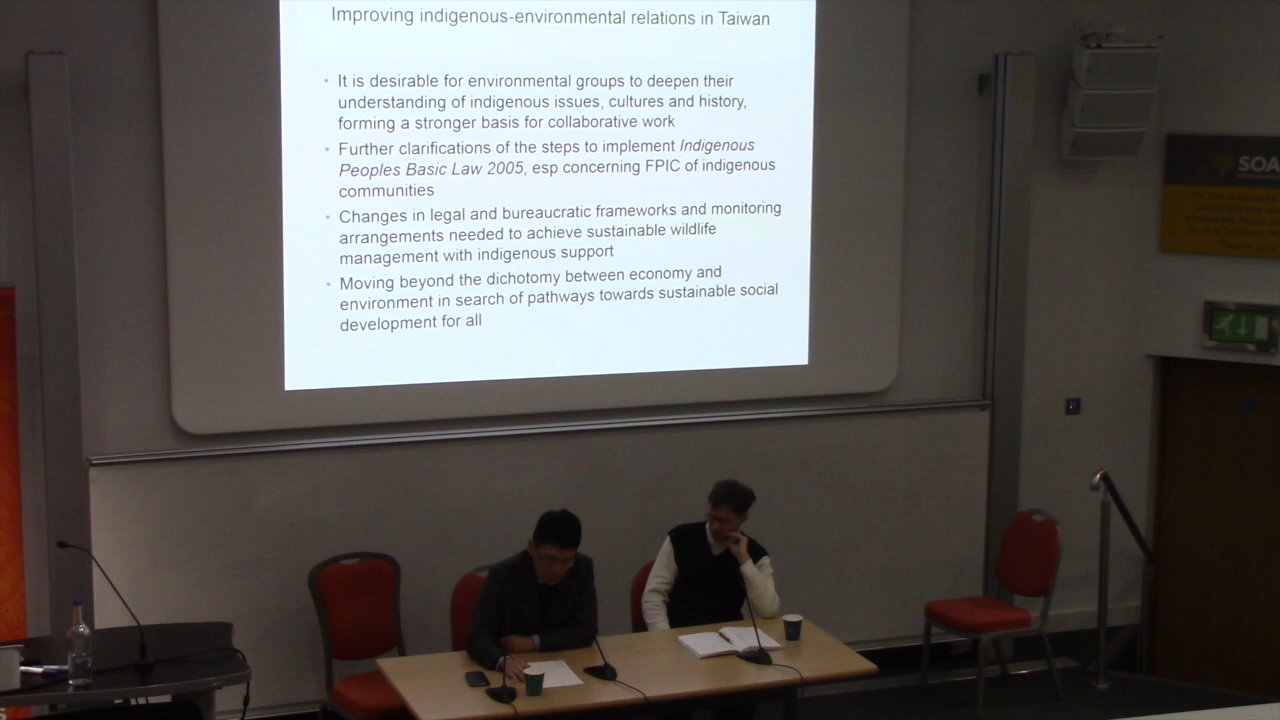 Improving indigenous-environmental relations in Taiwan
• It is desirable for environmental groups to deepen their
understanding of indigenous issues, cultures and history,
forming a stronger basis for collaborative work
• Further clarifications of the steps to implement Indigenous
Peoples Basic Law 2005, esp concerning FPIC of indigenous
communities
• Changes in legal and bureaucratic frameworks and monitoring
arrangements needed to achieve sustainable wildlife
management with indigenous support
• Moving beyond the dichotomy between economy and
environment in search of pathways towards sustainable social
development for all
SOA